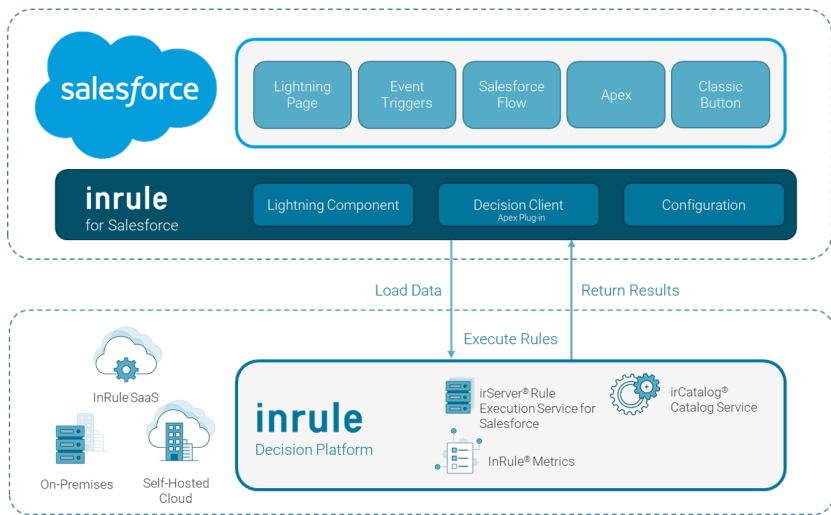 salesforce
Lightning
Page
Event
Triggers
Salesforce
Flow
Apex
Classic
Button
inrule
for Salesforce
Lightning Component
Decision Client
Apex Plug-in
Configuration
Load Data
Return Results
Execute Rules
InRule SaaS
On-Premises
Self-Hosted
Cloud
inrule
Decision Platform
irServer® Rule
Execution Service for
Salesforce
irCatalog®
Catalog Service
InRule® Metrics